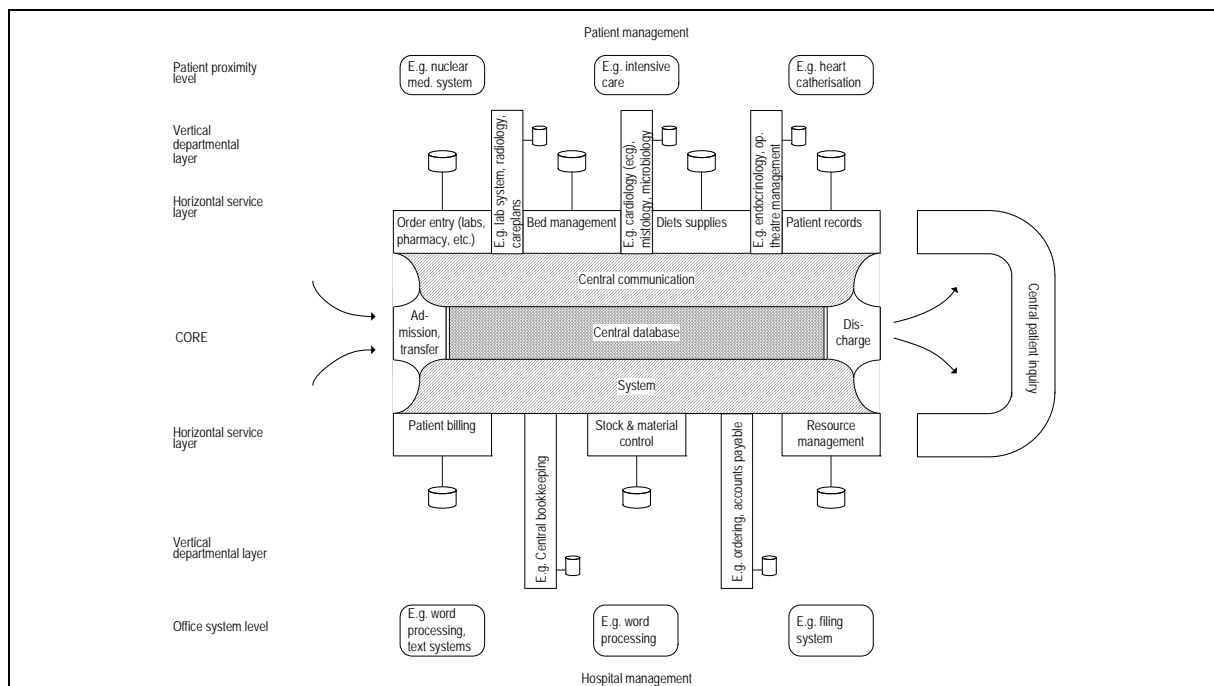 Patient management
Patient proximity
level
E.g. nuclear
med. system
E.g. intensive
care
E.g. heart
catherisation
Vertical
departmental
layer
E.g. lab system, radiology,
careplans
E.g. cardiology (ecg),
mistology, microbiology
E.g. endocrinology, op.
theatre management
Horizontal service
layer
Order entry (labs,
pharmacy, etc.)
Bed management
Diets supplies
Patient records
Central communication
CORE
Ad-
mission,
transfer
Central database
Dis-
charge
Central patient inquiry
System
Horizontal service
layer
Patient billing
Stock & material
control
Resource
management
Vertical
departmental layer
E.g. Central bookkeeping
E.g. ordering, accounts payable
Office system level
E.g. word
processing,
text systems
E.g. word
processing
E.g. filing
system
Hospital management